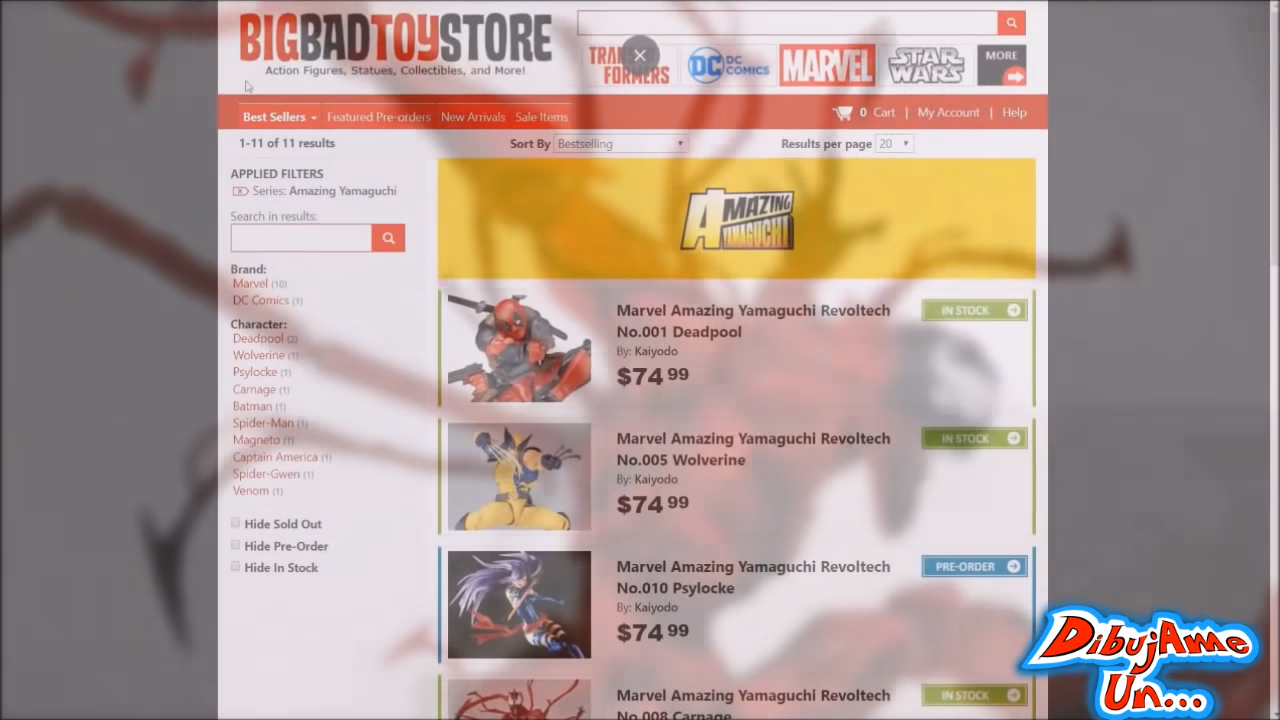 BIGBADTOYSTORE
Action Figures, Statues, Collectibles, and More!
TRANSFORMERS
DC DC COMICS
MARVEL
STAR WARS
MORE
Best Sellers
Featured Pre-orders
New Arrivals
Sale Items
0 Cart | My Account | Help
1-11 of 11 results
Sort By Bestselling
Results per page 20
APPLIED FILTERS
Series: Amazing Yamaguchi
Search in results:
Brand:
Marvel (10)
DC Comics (1)
Character:
Deadpool (2)
Wolverine (1)
Psylocke (1)
Carnage (1)
Batman (1)
Spider-Man (1)
Magneto (1)
Captain America (1)
Spider-Gwen (1)
Venom (1)
Hide Sold Out
Hide Pre-Order
Hide In Stock
AMAZING
YAMAGUCHI
Marvel Amazing Yamaguchi Revoltech
No.001 Deadpool
By: Kaiyodo
$74 99
IN STOCK
Marvel Amazing Yamaguchi Revoltech
No.005 Wolverine
By: Kaiyodo
$74 99
IN STOCK
Marvel Amazing Yamaguchi Revoltech
No.010 Psylocke
By: Kaiyodo
$74 99
PRE-ORDER
Marvel Amazing Yamaguchi Revoltech
No.008 Carnage
IN STOCK
DibujAme
Un...